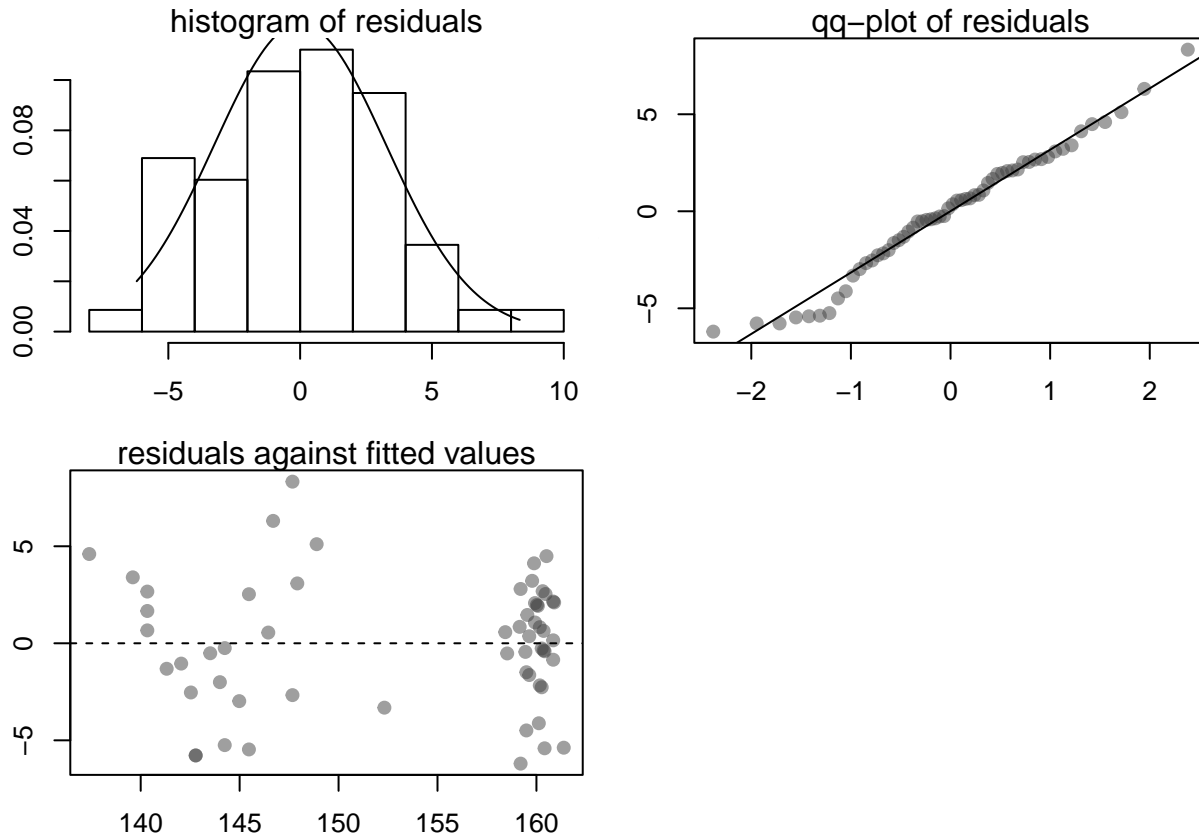 histogram of residuals
0.00 0.04 0.08
−5 0 5 10
qq−plot of residuals
−5 0 5
−2 −1 0 1 2
residuals against fitted values
−5 0 5
140 145 150 155 160